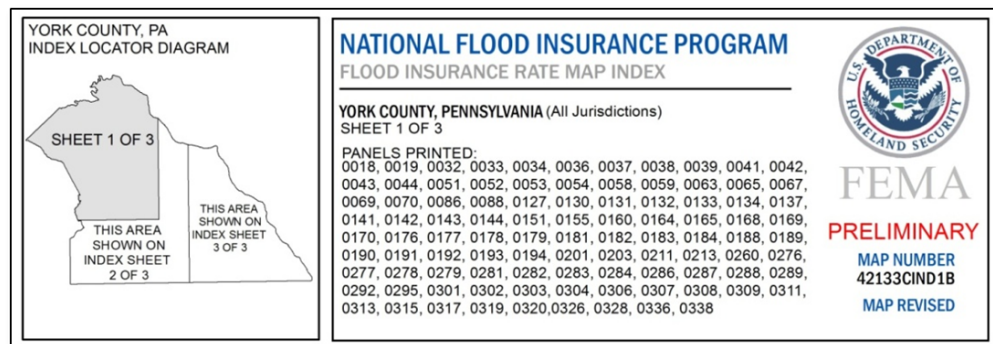 YORK COUNTY, PA
INDEX LOCATOR DIAGRAM
SHEET 1 OF 3
THIS AREA
SHOWN ON
INDEX SHEET
3 OF 3
THIS AREA
SHOWN ON
INDEX SHEET
2 OF 3
NATIONAL FLOOD INSURANCE PROGRAM
FLOOD INSURANCE RATE MAP INDEX
YORK COUNTY, PENNSYLVANIA (All Jurisdictions)
SHEET 1 OF 3
PANELS PRINTED:
0018, 0019, 0032, 0033, 0034, 0036, 0037, 0038, 0039, 0041, 0042,
0043, 0044, 0051, 0052, 0053, 0054, 0058, 0059, 0063, 0065, 0067,
0069, 0070, 0086, 0088, 0127, 0130, 0131, 0132, 0133, 0134, 0137,
0141, 0142, 0143, 0144, 0151, 0155, 0160, 0164, 0165, 0168, 0169,
0170, 0176, 0177, 0178, 0179, 0181, 0182, 0183, 0184, 0188, 0189,
0190, 0191, 0192, 0193, 0194, 0201, 0203, 0211, 0213, 0260, 0276,
0277, 0278, 0279, 0281, 0282, 0283, 0284, 0286, 0287, 0288, 0289,
0292, 0295, 0301, 0302, 0303, 0304, 0306, 0307, 0308, 0309, 0311,
0313, 0315, 0317, 0319, 0320,0326, 0328, 0336, 0338
U.S. DEPARTMENT OF
HOMELAND SECURITY
FEMA
PRELIMINARY
MAP NUMBER
42133CIND1B
MAP REVISED